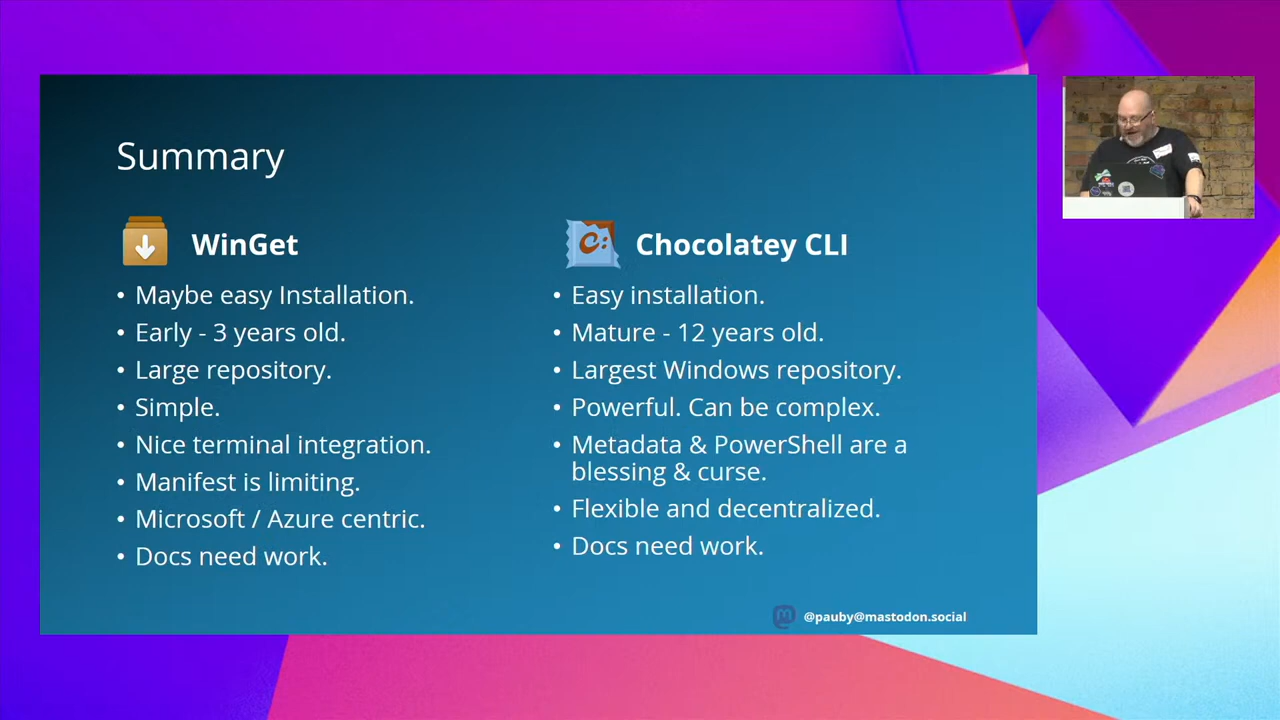 Summary
WinGet
• Maybe easy Installation.
• Early - 3 years old.
• Large repository.
• Simple.
• Nice terminal integration.
• Manifest is limiting.
• Microsoft / Azure centric.
• Docs need work.
Chocolatey CLI
• Easy installation.
• Mature - 12 years old.
• Largest Windows repository.
• Powerful. Can be complex.
• Metadata & PowerShell are a
blessing & curse.
• Flexible and decentralized.
• Docs need work.
@pauby@mastodon.social